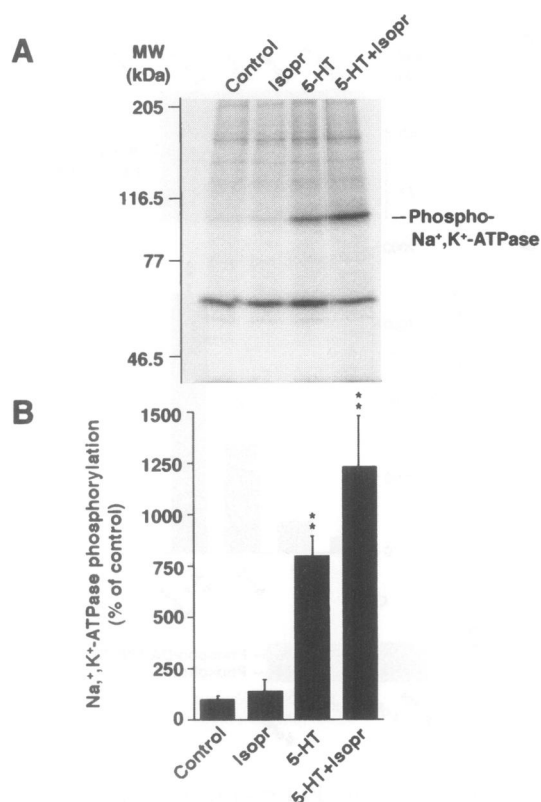 A
MW
(kDa)
Control
Isopr
5-HT
5-HT+Isopr
205
116.5
77
46.5
Phospho-
Na⁺,K⁺-ATPase
B
Na,⁺,K⁺-ATPase phosphorylation
(% of control)
1500
1250
1000
750
500
250
0
**
**
Control
Isopr
5-HT
5-HT+Isopr